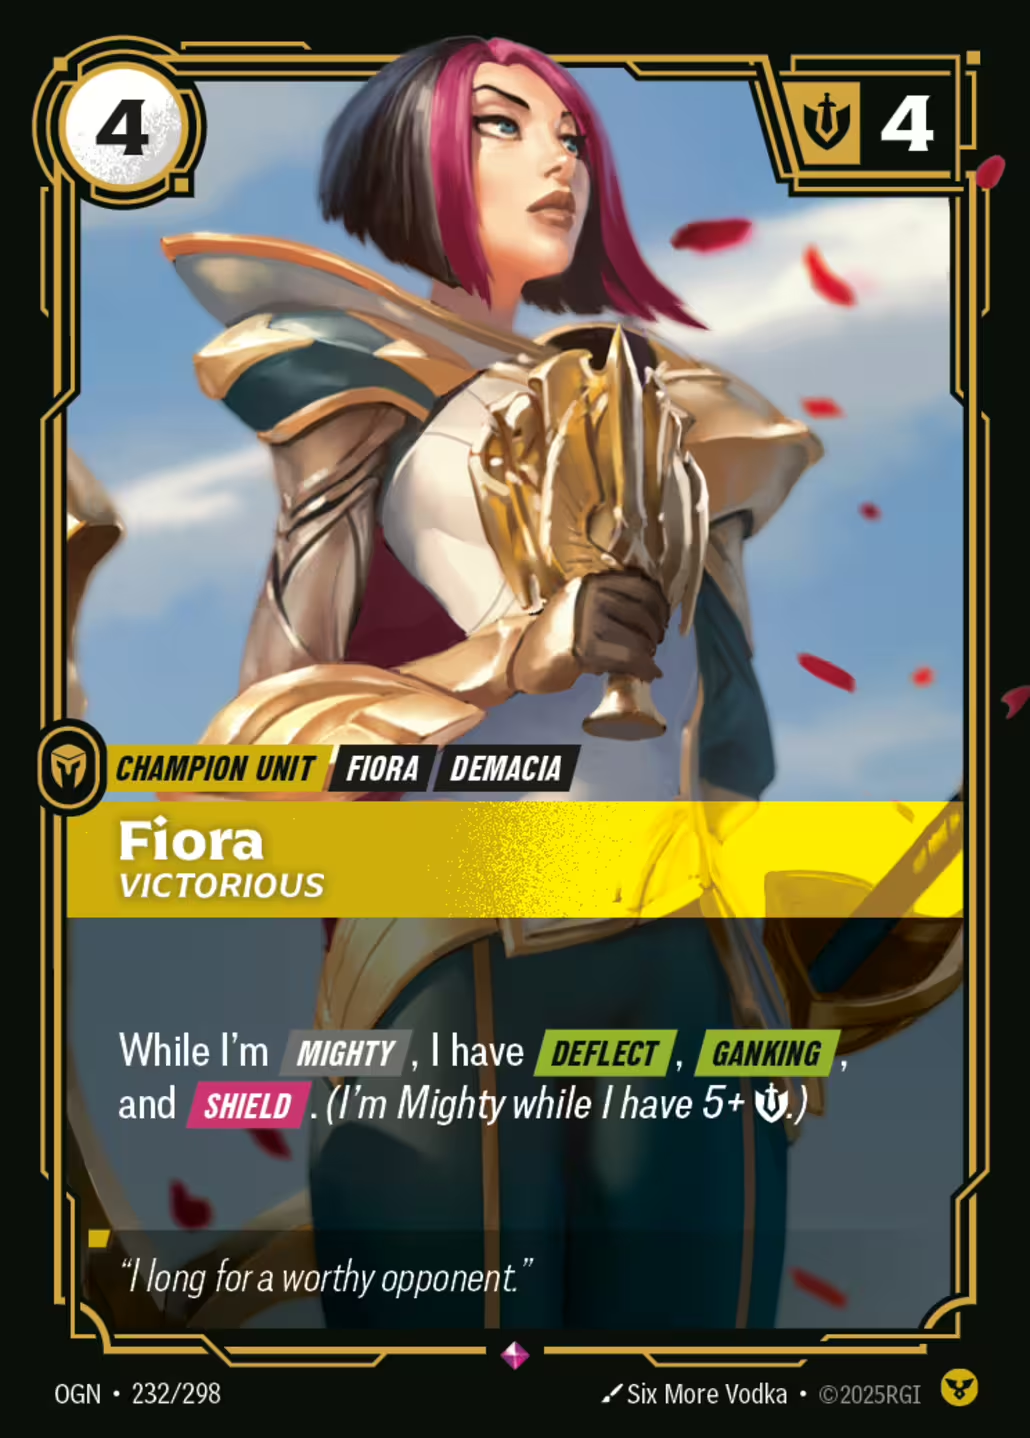 4
4
CHAMPION UNIT FIORA DEMACIA
Fiora
VICTORIOUS
While I'm MIGHTY, I have DEFLECT, GANKING,
and SHIELD. (I'm Mighty while I have 5+ .)
“I long for a worthy opponent.”
OGN • 232/298
Six More Vodka • ©2025RGI